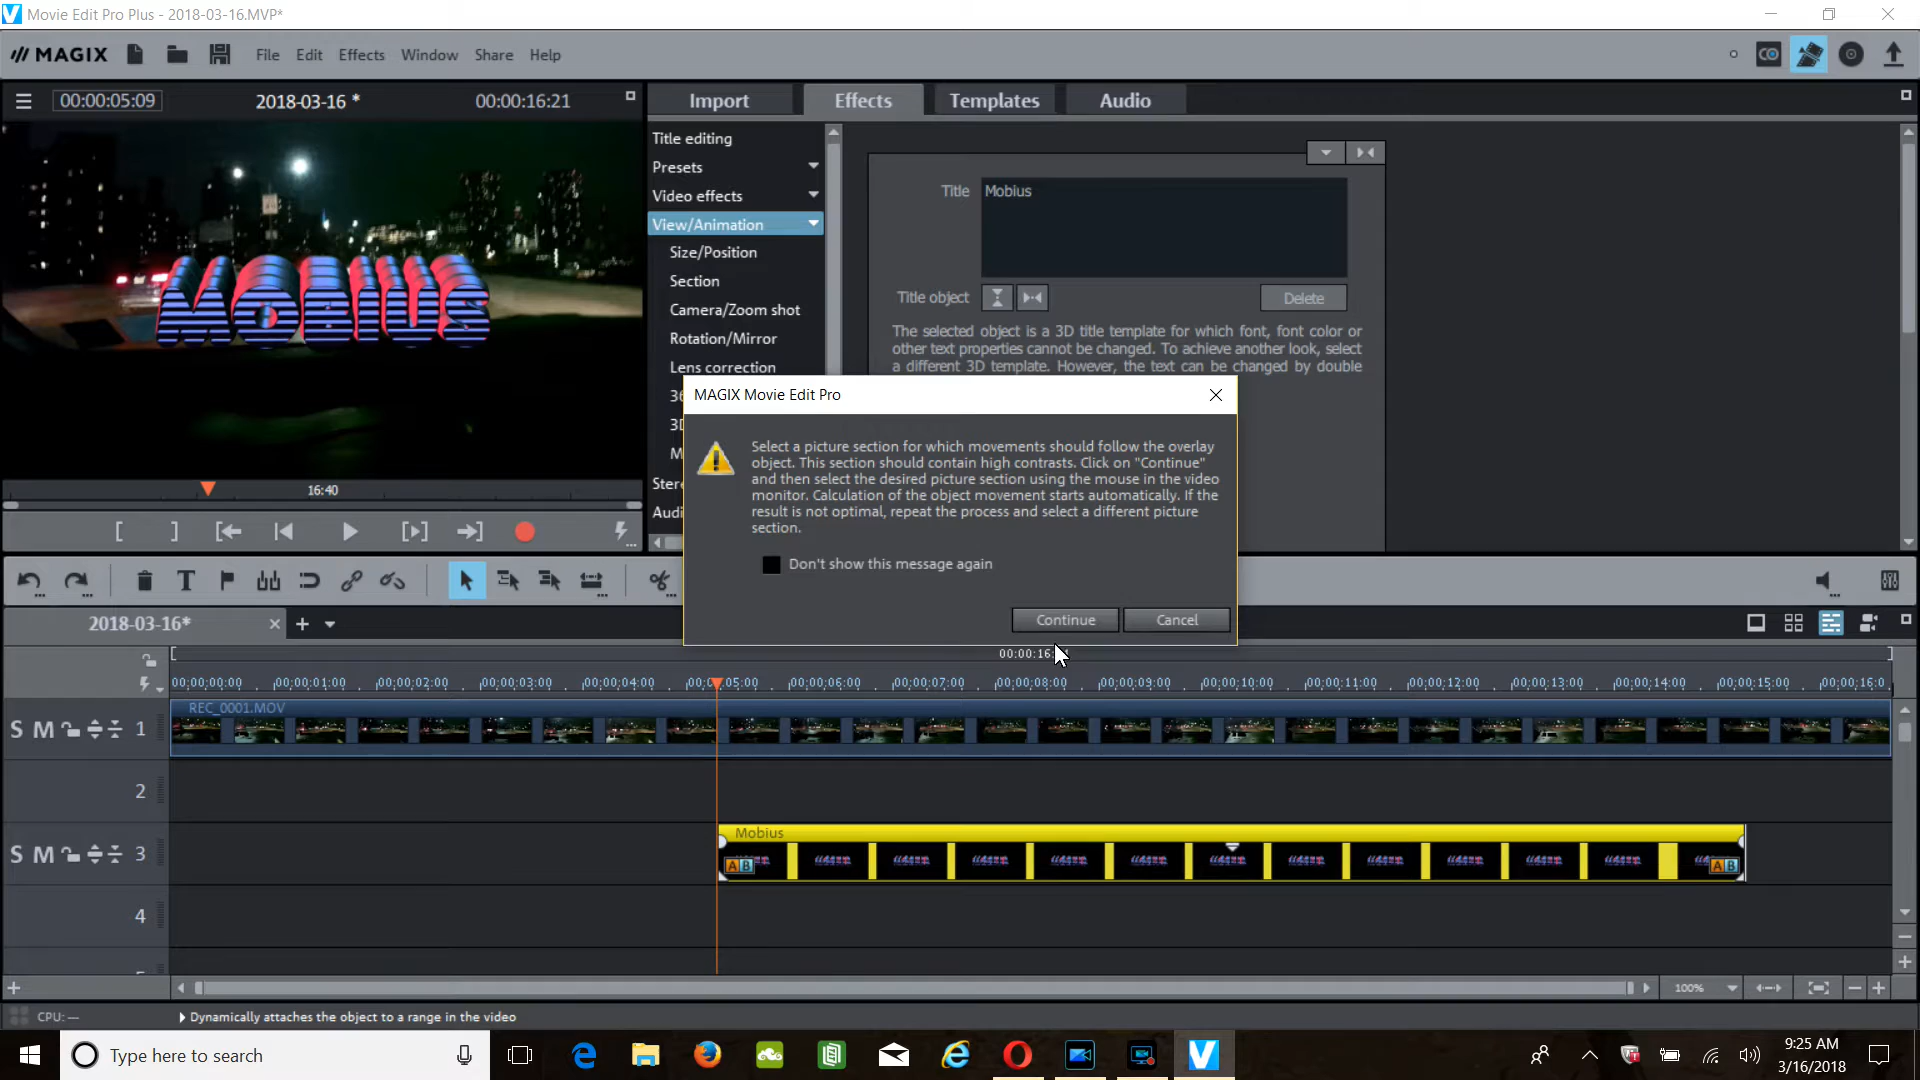 Movie Edit Pro Plus - 2018-03-16.MVP*
MAGIX
File Edit Effects Window Share Help
00:00:05:09
2018-03-16 *
00:00:16:21
Import
Effects
Templates
Audio
MOBIUS
16:40
Title editing
Presets
Video effects
View/Animation
Size/Position
Section
Camera/Zoom shot
Rotation/Mirror
Lens correction
Title
Mobius
Title object
Delete
The selected object is a 3D title template for which font, font color or
other text properties cannot be changed. To achieve another look, select
a different 3D template. However, the text can be changed by double
MAGIX Movie Edit Pro
Select a picture section for which movements should follow the overlay
object. This section should contain high contrasts. Click on "Continue"
and then select the desired picture section using the mouse in the video
monitor. Calculation of the object movement starts automatically. If the
result is not optimal, repeat the process and select a different picture
section.
Don't show this message again
Continue
Cancel
2018-03-16*
00:00:00:00 00:00:01:00 00:00:02:00 00:00:03:00 00:00:04:00 00:00:06:00 00:00:07:00 00:00:08:00 00:00:09:00 00:00:10:00 00:00:11:00 00:00:12:00 00:00:13:00 00:00:14:00 00:00:15:00
REC_0001.MOV
S M 1
2
Mobius
A B
A B
S M 3
4
100%
CPU: —
Dynamically attaches the object to a range in the video
Type here to search
9:25 AM
3/16/2018